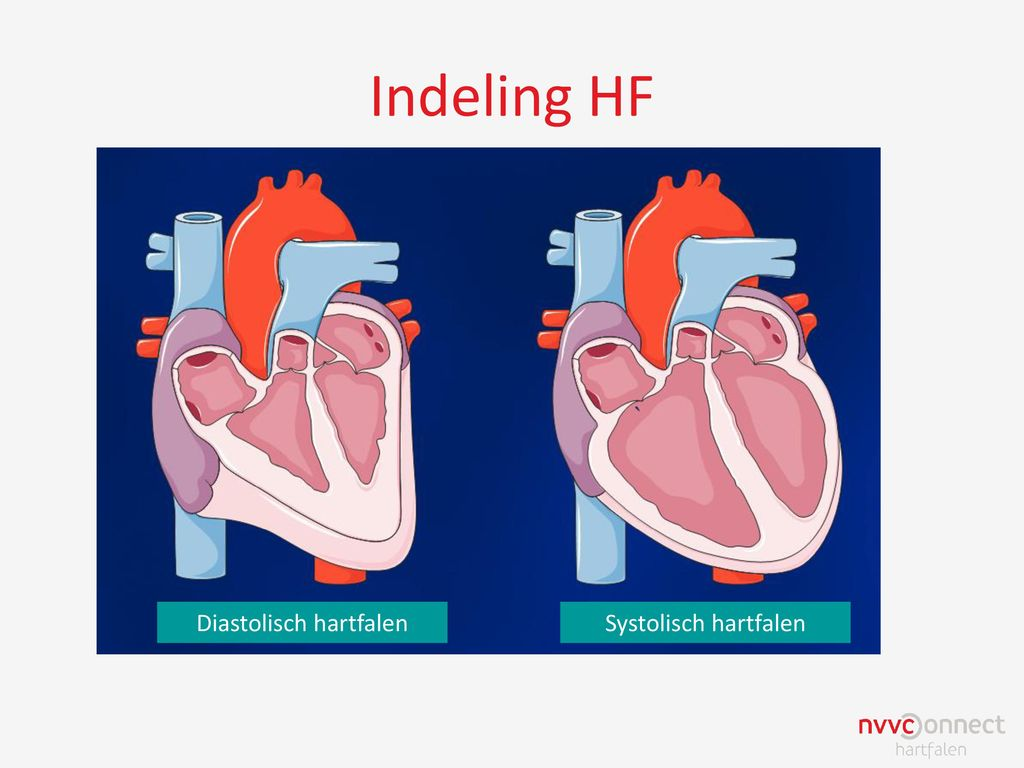 Indeling HF
Diastolisch hartfalen
Systolisch hartfalen
nvvconnect
hartfalen